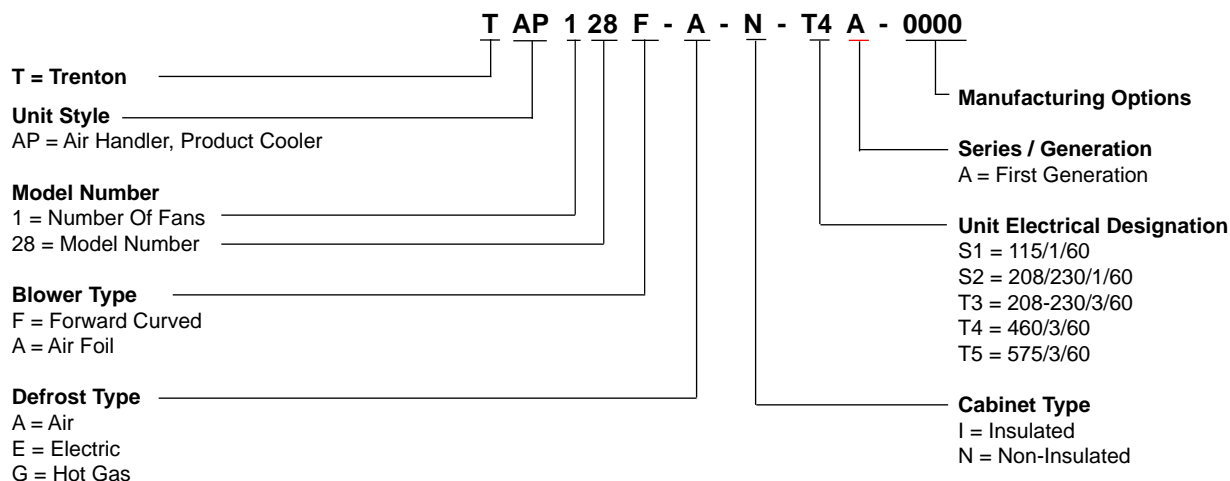 T AP 1 28 F - A - N - T4 A - 0000
T = Trenton
Unit Style
AP = Air Handler, Product Cooler
Model Number
1 = Number Of Fans
28 = Model Number
Blower Type
F = Forward Curved
A = Air Foil
Defrost Type
A = Air
E = Electric
G = Hot Gas
Manufacturing Options
Series / Generation
A = First Generation
Unit Electrical Designation
S1 = 115/1/60
S2 = 208/230/1/60
T3 = 208-230/3/60
T4 = 460/3/60
T5 = 575/3/60
Cabinet Type
I = Insulated
N = Non-Insulated